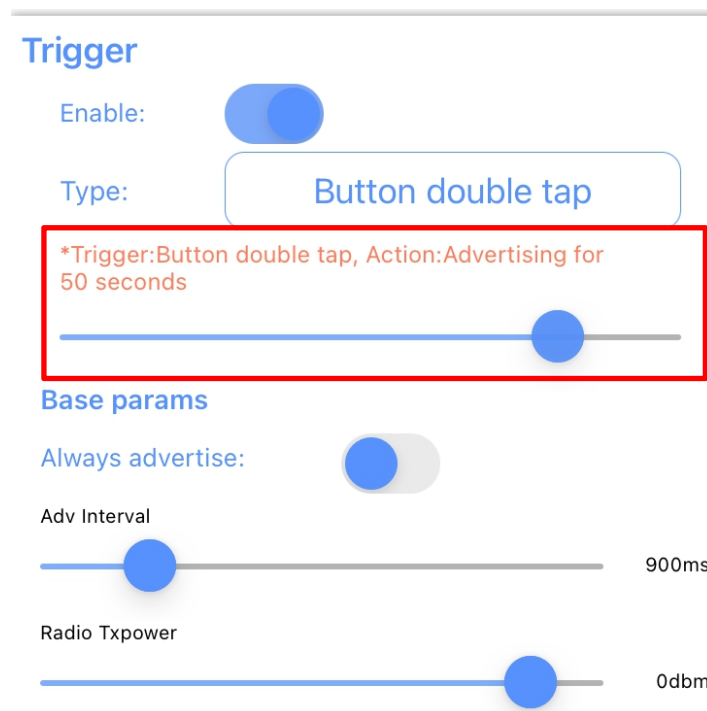 Trigger
Enable:
Type:
Button double tap
*Trigger:Button double tap, Action:Advertising for
50 seconds
Base params
Always advertise:
Adv Interval
900ms
Radio Txpower
0dbm